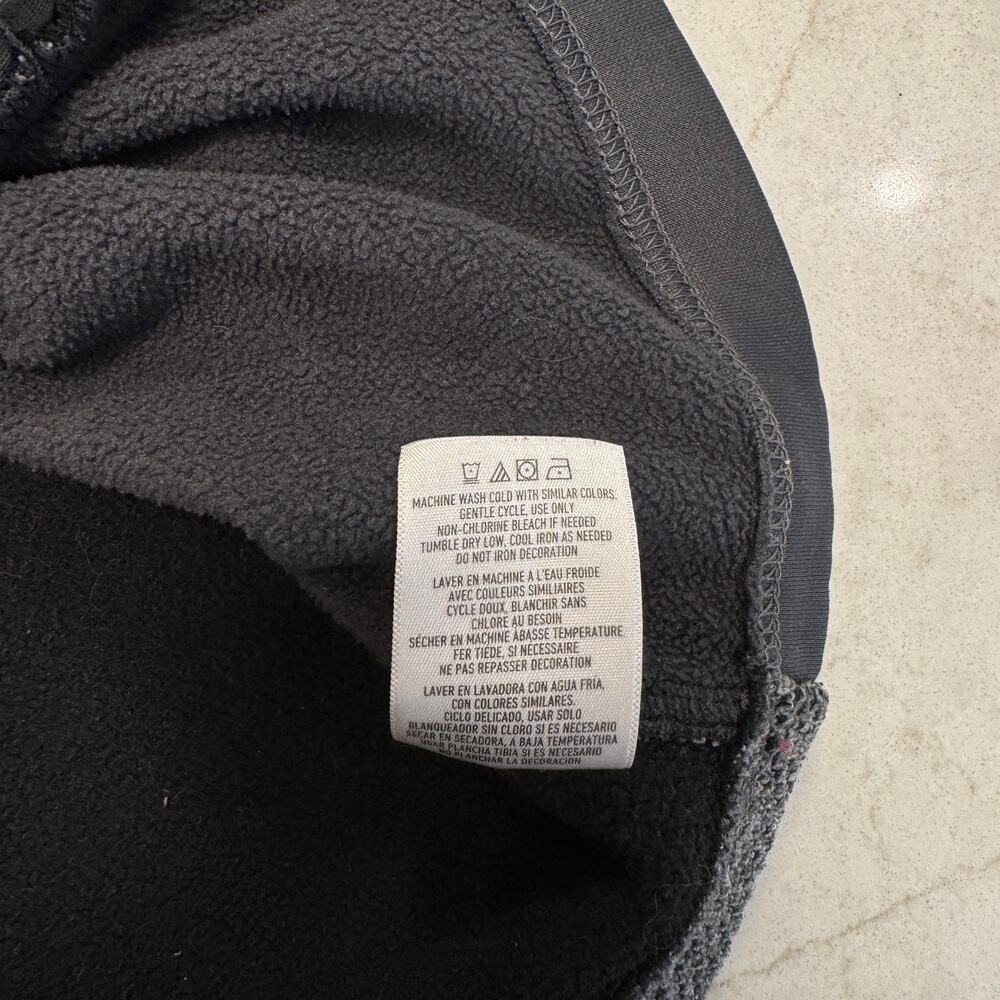 MACHINE WASH COLD WITH SIMILAR COLORS.
GENTLE CYCLE, USE ONLY
NON-CHLORINE BLEACH IF NEEDED
TUMBLE DRY LOW, COOL IRON AS NEEDED
DO NOT IRON DECORATION
LAVER EN MACHINE À L'EAU FROIDE
AVEC COULEURS SIMILIAIRES
CYCLE DOUX, BLANCHIR SANS
CHLORE AU BESOIN
SÉCHER EN MACHINE ÀBASSE TEMPERATURE
FER TIÈDE, SI NÉCESSAIRE
NE PAS REPASSER DECORATION
LAVER EN LAVADORA CON AGUA FRÍA,
CON COLORES SIMILARES.
CICLO DELICADO, USAR SOLO
BLANQUEADOR SIN CLORO SI ES NECESARIO
SECAR EN SECADORA, A BAJA TEMPERATURA
USAR PLANCHA TIBIA SI ES NECESARIO
NO PLANCHAR LA DECORACIÓN